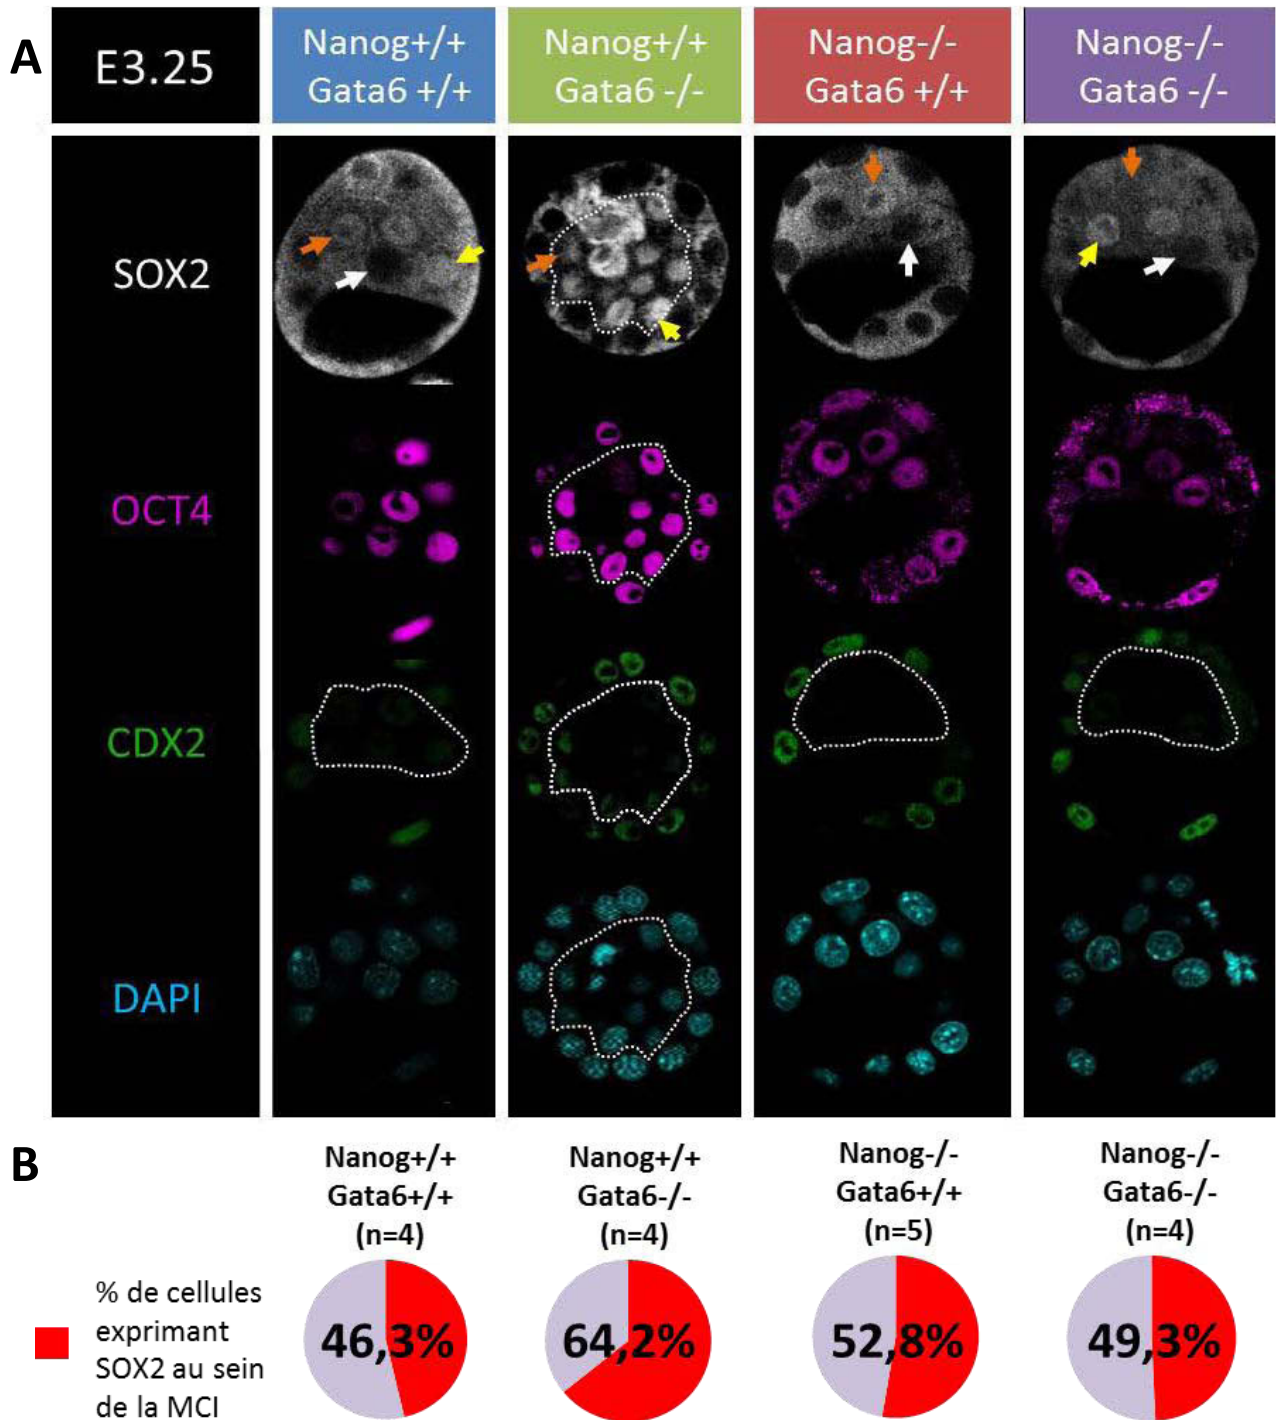 A
E3.25
Nanog+/+
Gata6 +/+
Nanog+/+
Gata6 -/-
Nanog-/-
Gata6 +/+
Nanog-/-
Gata6 -/-
SOX2
OCT4
CDX2
DAPI
B
Nanog+/+
Gata6+/+
(n=4)
Nanog+/+
Gata6-/-
(n=4)
Nanog-/-
Gata6+/+
(n=5)
Nanog-/-
Gata6-/-
(n=4)
% de cellules
exprimant
SOX2 au sein
de la MCI
46,3%
64,2%
52,8%
49,3%